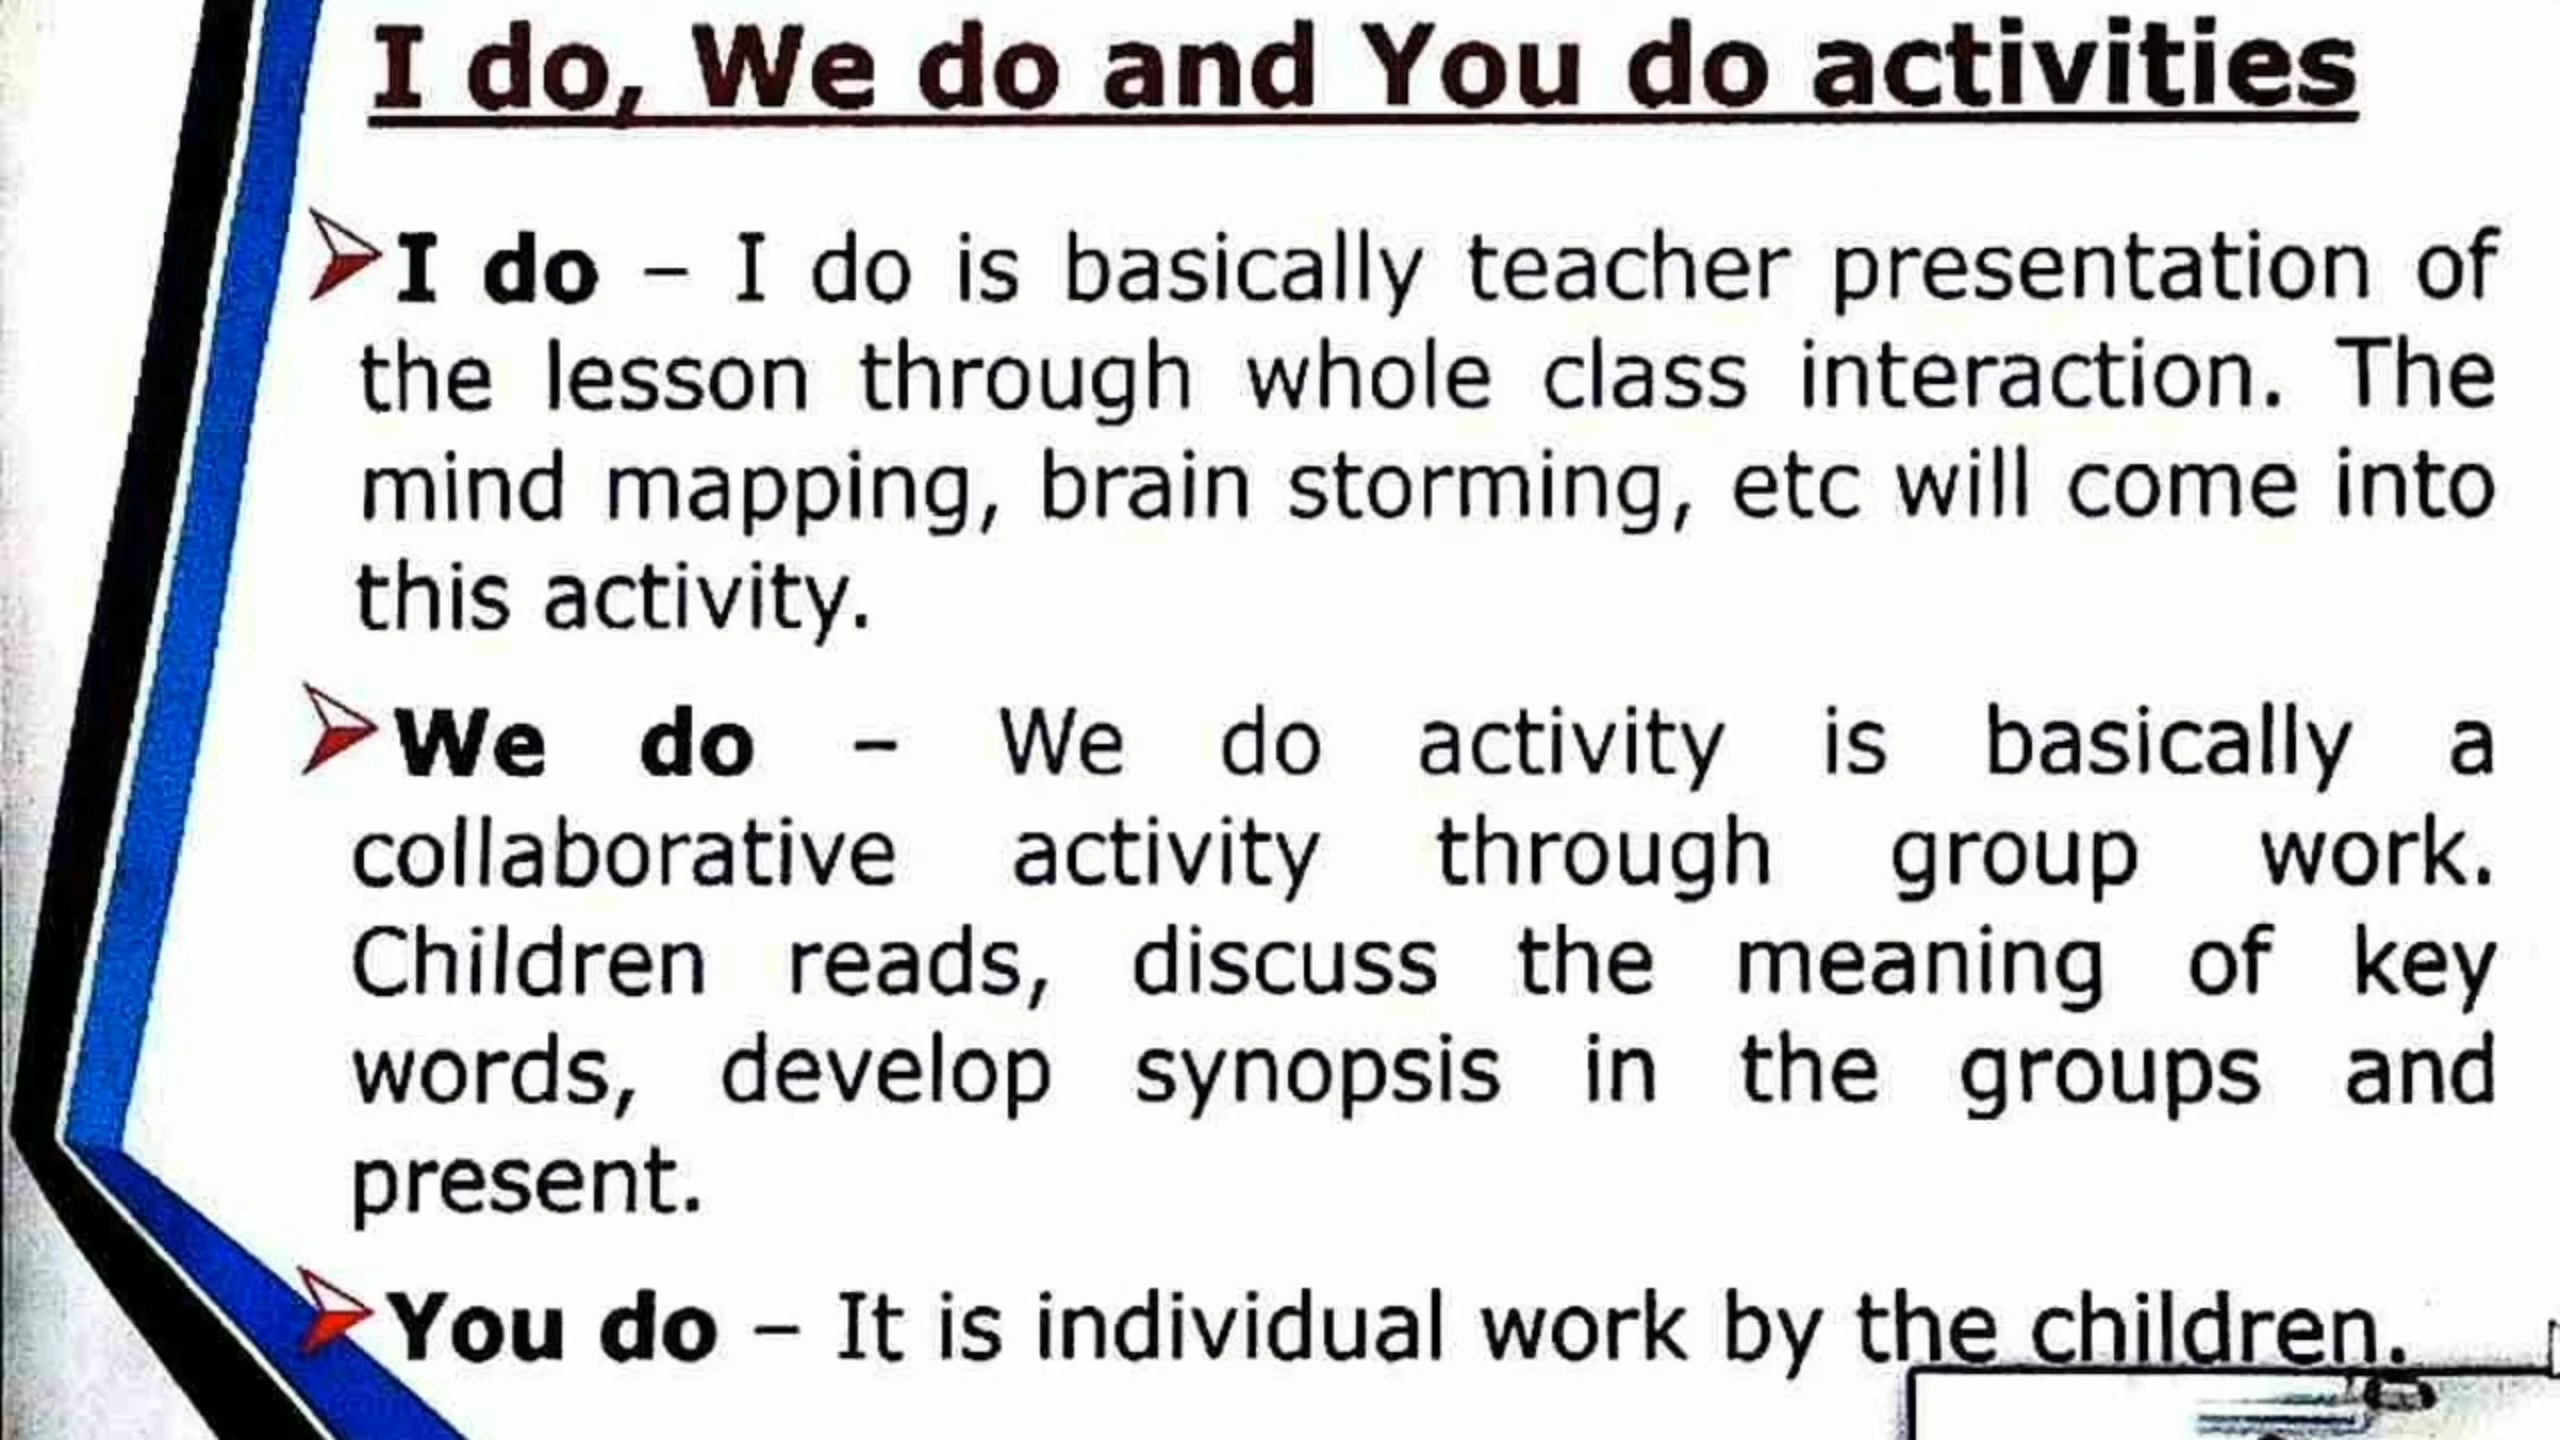 I do, We do and You do activities
I do – I do is basically teacher presentation of
the lesson through whole class interaction. The
mind mapping, brain storming, etc will come into
this activity.
We do – We do activity is basically a
collaborative activity through group work.
Children reads, discuss the meaning of key
words, develop synopsis in the groups and
present.
You do – It is individual work by the children.